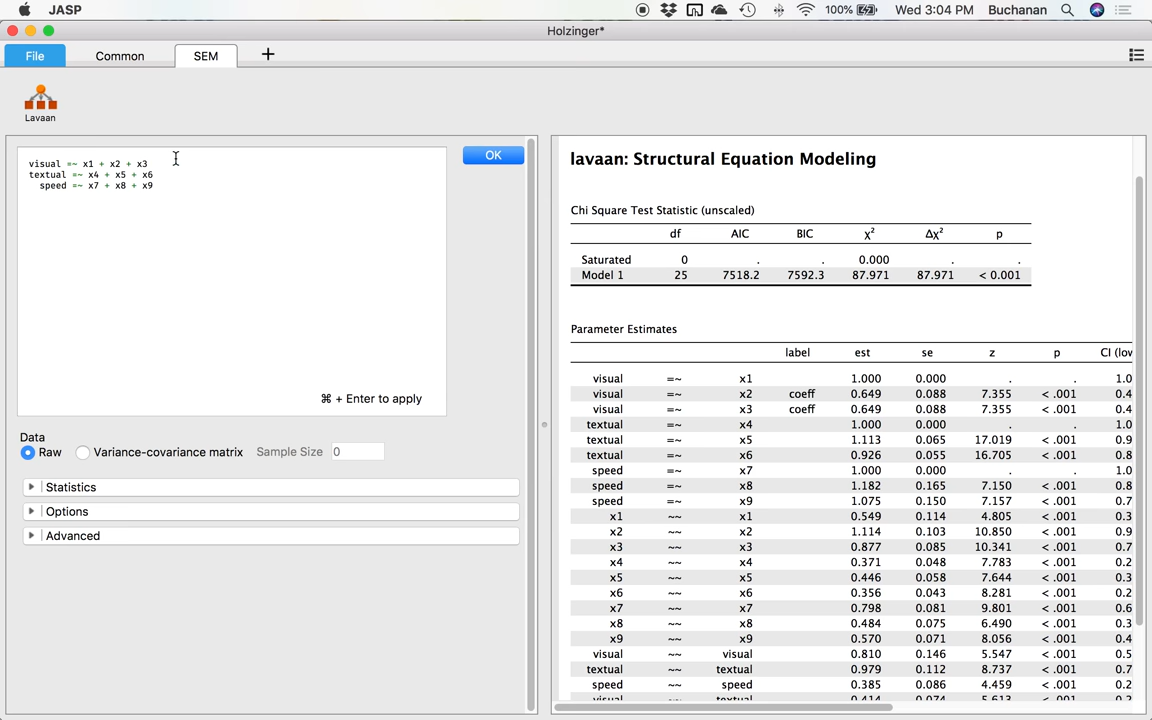 JASP 100% Wed 3:04 PM Buchanan
Holzinger*
File Common SEM +
Lavaan
visual =~ x1 + x2 + x3
textual =~ x4 + x5 + x6
speed =~ x7 + x8 + x9
OK
⌘ + Enter to apply
Data
Raw Variance-covariance matrix Sample Size 0
Statistics
Options
Advanced
lavaan: Structural Equation Modeling
Chi Square Test Statistic (unscaled)
df AIC BIC χ² Δχ² p
Saturated 0 . . 0.000 . .
Model 1 25 7518.2 7592.3 87.971 87.971 < 0.001
Parameter Estimates
label est se z p CI (low
visual =~ x1 1.000 0.000 . . 1.0
visual =~ x2 coeff 0.649 0.088 7.355 < .001 0.4
visual =~ x3 coeff 0.649 0.088 7.355 < .001 0.4
textual =~ x4 1.000 0.000 . . 1.0
textual =~ x5 1.113 0.065 17.019 < .001 0.9
textual =~ x6 0.926 0.055 16.705 < .001 0.8
speed =~ x7 1.000 0.000 . . 1.0
speed =~ x8 1.182 0.165 7.150 < .001 0.8
speed =~ x9 1.075 0.150 7.157 < .001 0.7
x1 ~~ x1 0.549 0.114 4.805 < .001 0.3
x2 ~~ x2 1.114 0.103 10.850 < .001 0.9
x3 ~~ x3 0.877 0.085 10.341 < .001 0.7
x4 ~~ x4 0.371 0.048 7.783 < .001 0.2
x5 ~~ x5 0.446 0.058 7.644 < .001 0.3
x6 ~~ x6 0.356 0.043 8.281 < .001 0.2
x7 ~~ x7 0.798 0.081 9.801 < .001 0.6
x8 ~~ x8 0.484 0.075 6.490 < .001 0.3
x9 ~~ x9 0.570 0.071 8.056 < .001 0.4
visual ~~ visual 0.810 0.146 5.547 < .001 0.5
textual ~~ textual 0.979 0.112 8.737 < .001 0.7
speed ~~ speed 0.385 0.086 4.459 < .001 0.2
visual ~~ textual 0.414 0.074 5.613 < .001 0.2